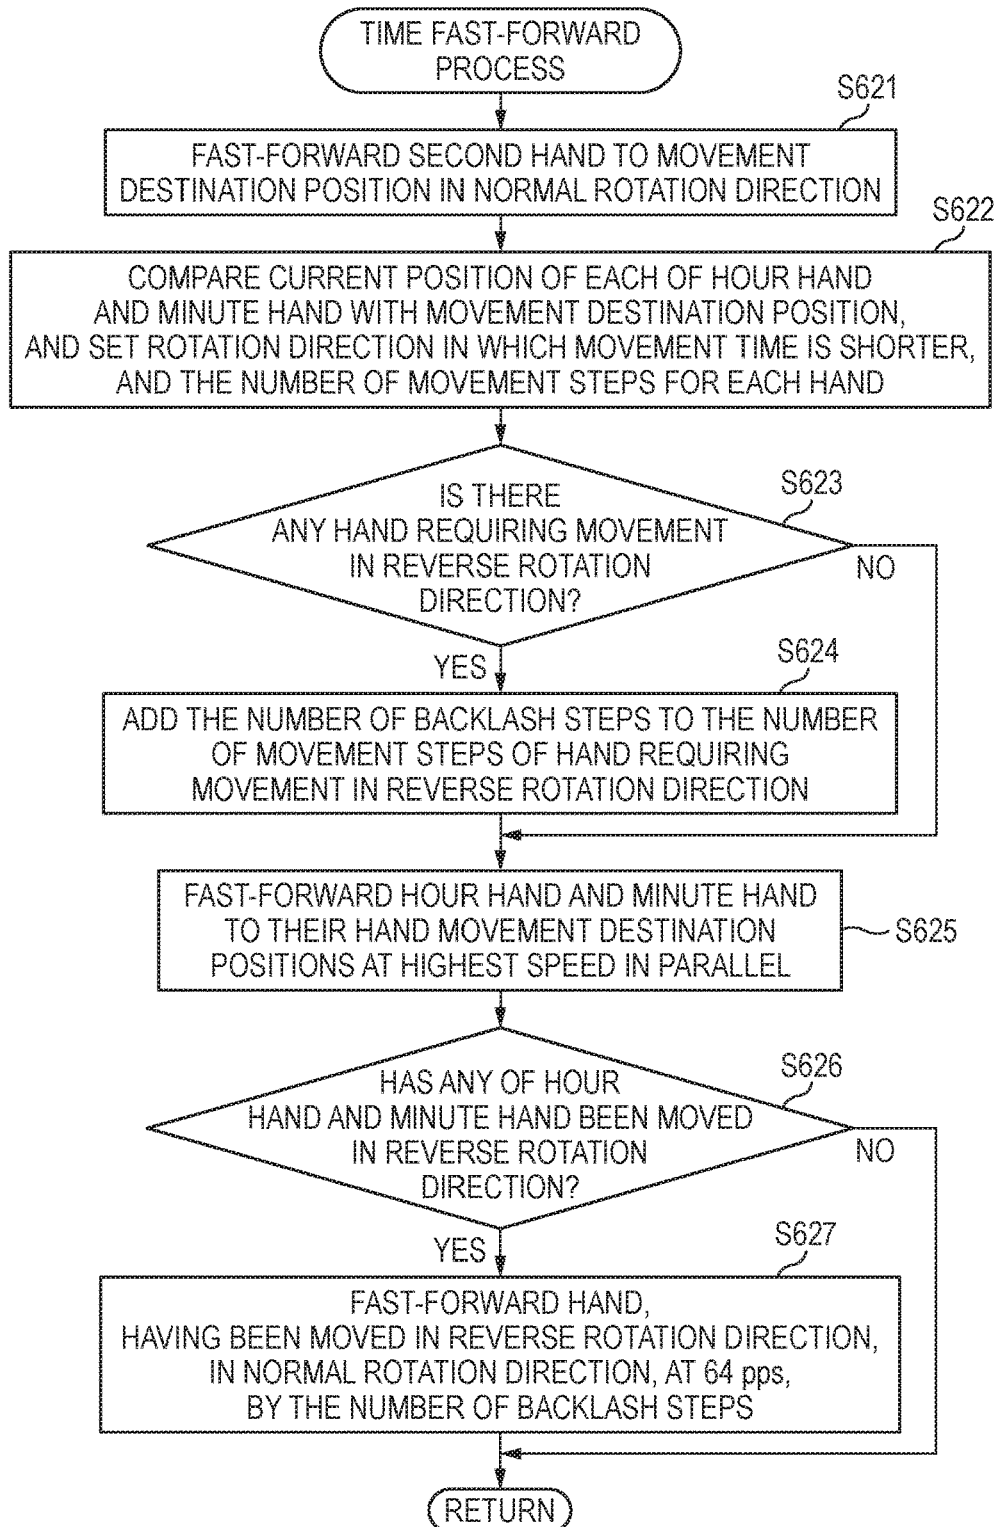 TIME FAST-FORWARD
PROCESS
S621
FAST-FORWARD SECOND HAND TO MOVEMENT
DESTINATION POSITION IN NORMAL ROTATION DIRECTION
S622
COMPARE CURRENT POSITION OF EACH OF HOUR HAND
AND MINUTE HAND WITH MOVEMENT DESTINATION POSITION,
AND SET ROTATION DIRECTION IN WHICH MOVEMENT TIME IS SHORTER,
AND THE NUMBER OF MOVEMENT STEPS FOR EACH HAND
S623
IS THERE
ANY HAND REQUIRING MOVEMENT
IN REVERSE ROTATION
DIRECTION?
NO
YES
S624
ADD THE NUMBER OF BACKLASH STEPS TO THE NUMBER
OF MOVEMENT STEPS OF HAND REQUIRING
MOVEMENT IN REVERSE ROTATION DIRECTION
FAST-FORWARD HOUR HAND AND MINUTE HAND
TO THEIR HAND MOVEMENT DESTINATION
POSITIONS AT HIGHEST SPEED IN PARALLEL
S625
S626
HAS ANY OF HOUR
HAND AND MINUTE HAND BEEN MOVED
IN REVERSE ROTATION
DIRECTION?
NO
YES
S627
FAST-FORWARD HAND,
HAVING BEEN MOVED IN REVERSE ROTATION DIRECTION,
IN NORMAL ROTATION DIRECTION, AT 64 pps,
BY THE NUMBER OF BACKLASH STEPS
RETURN